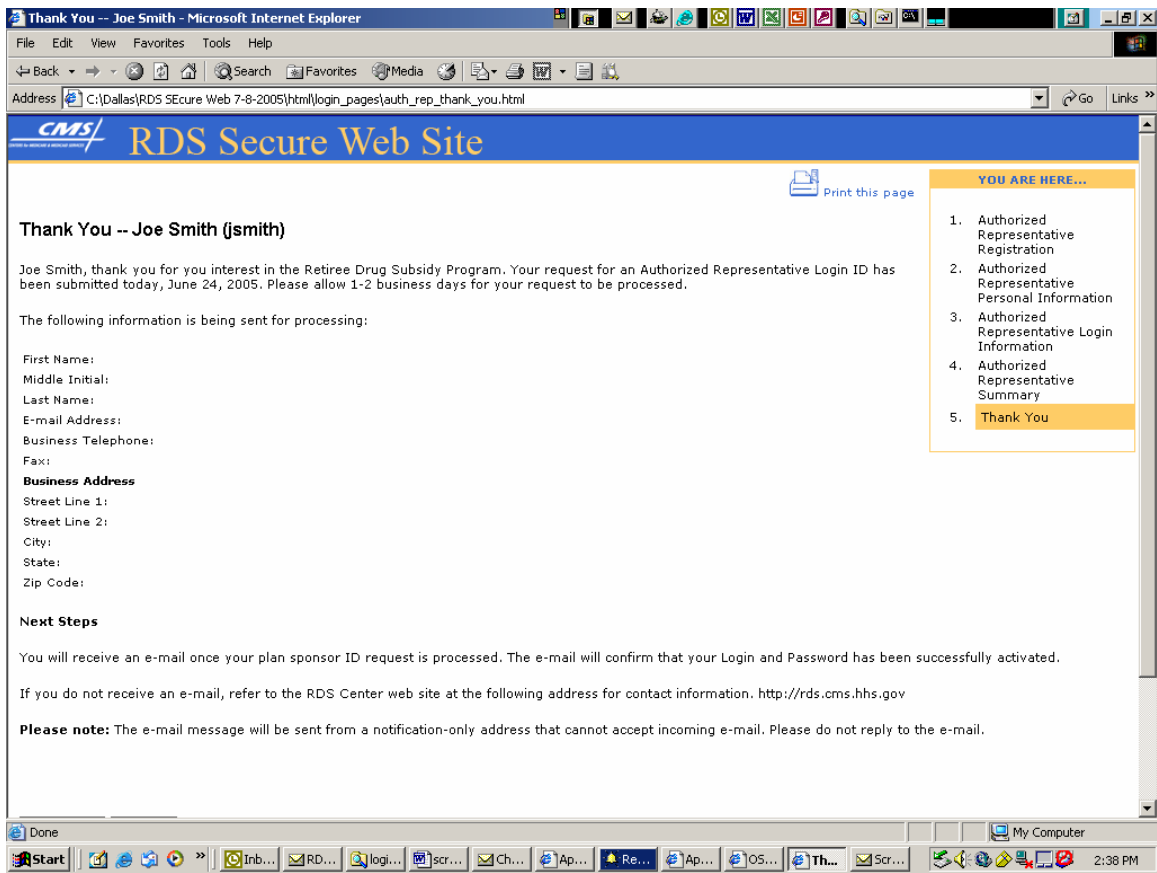 Thank You -- Joe Smith - Microsoft Internet Explorer
File Edit View Favorites Tools Help
Back Search Favorites Media
Address C:\Dallas\RDS SEcure Web 7-8-2005\html\login_pages\auth_rep_thank_you.html Go Links »
CMS/ RDS Secure Web Site
Print this page
Thank You -- Joe Smith (jsmith)
Joe Smith, thank you for you interest in the Retiree Drug Subsidy Program. Your request for an Authorized Representative Login ID has
been submitted today, June 24, 2005. Please allow 1-2 business days for your request to be processed.
The following information is being sent for processing:
First Name:
Middle Initial:
Last Name:
E-mail Address:
Business Telephone:
Fax:
Business Address
Street Line 1:
Street Line 2:
City:
State:
Zip Code:
Next Steps
You will receive an e-mail once your plan sponsor ID request is processed. The e-mail will confirm that your Login and Password has been successfully activated.
If you do not receive an e-mail, refer to the RDS Center web site at the following address for contact information. http://rds.cms.hhs.gov
Please note: The e-mail message will be sent from a notification-only address that cannot accept incoming e-mail. Please do not reply to the e-mail.
YOU ARE HERE...
1. Authorized
Representative
Registration
2. Authorized
Representative
Personal Information
3. Authorized
Representative Login
Information
4. Authorized
Representative
Summary
5. Thank You
Done My Computer
Start » Inb... RD... logi... scr... Ch... Ap... Re... Ap... OS... Th... Scr... 2:38 PM